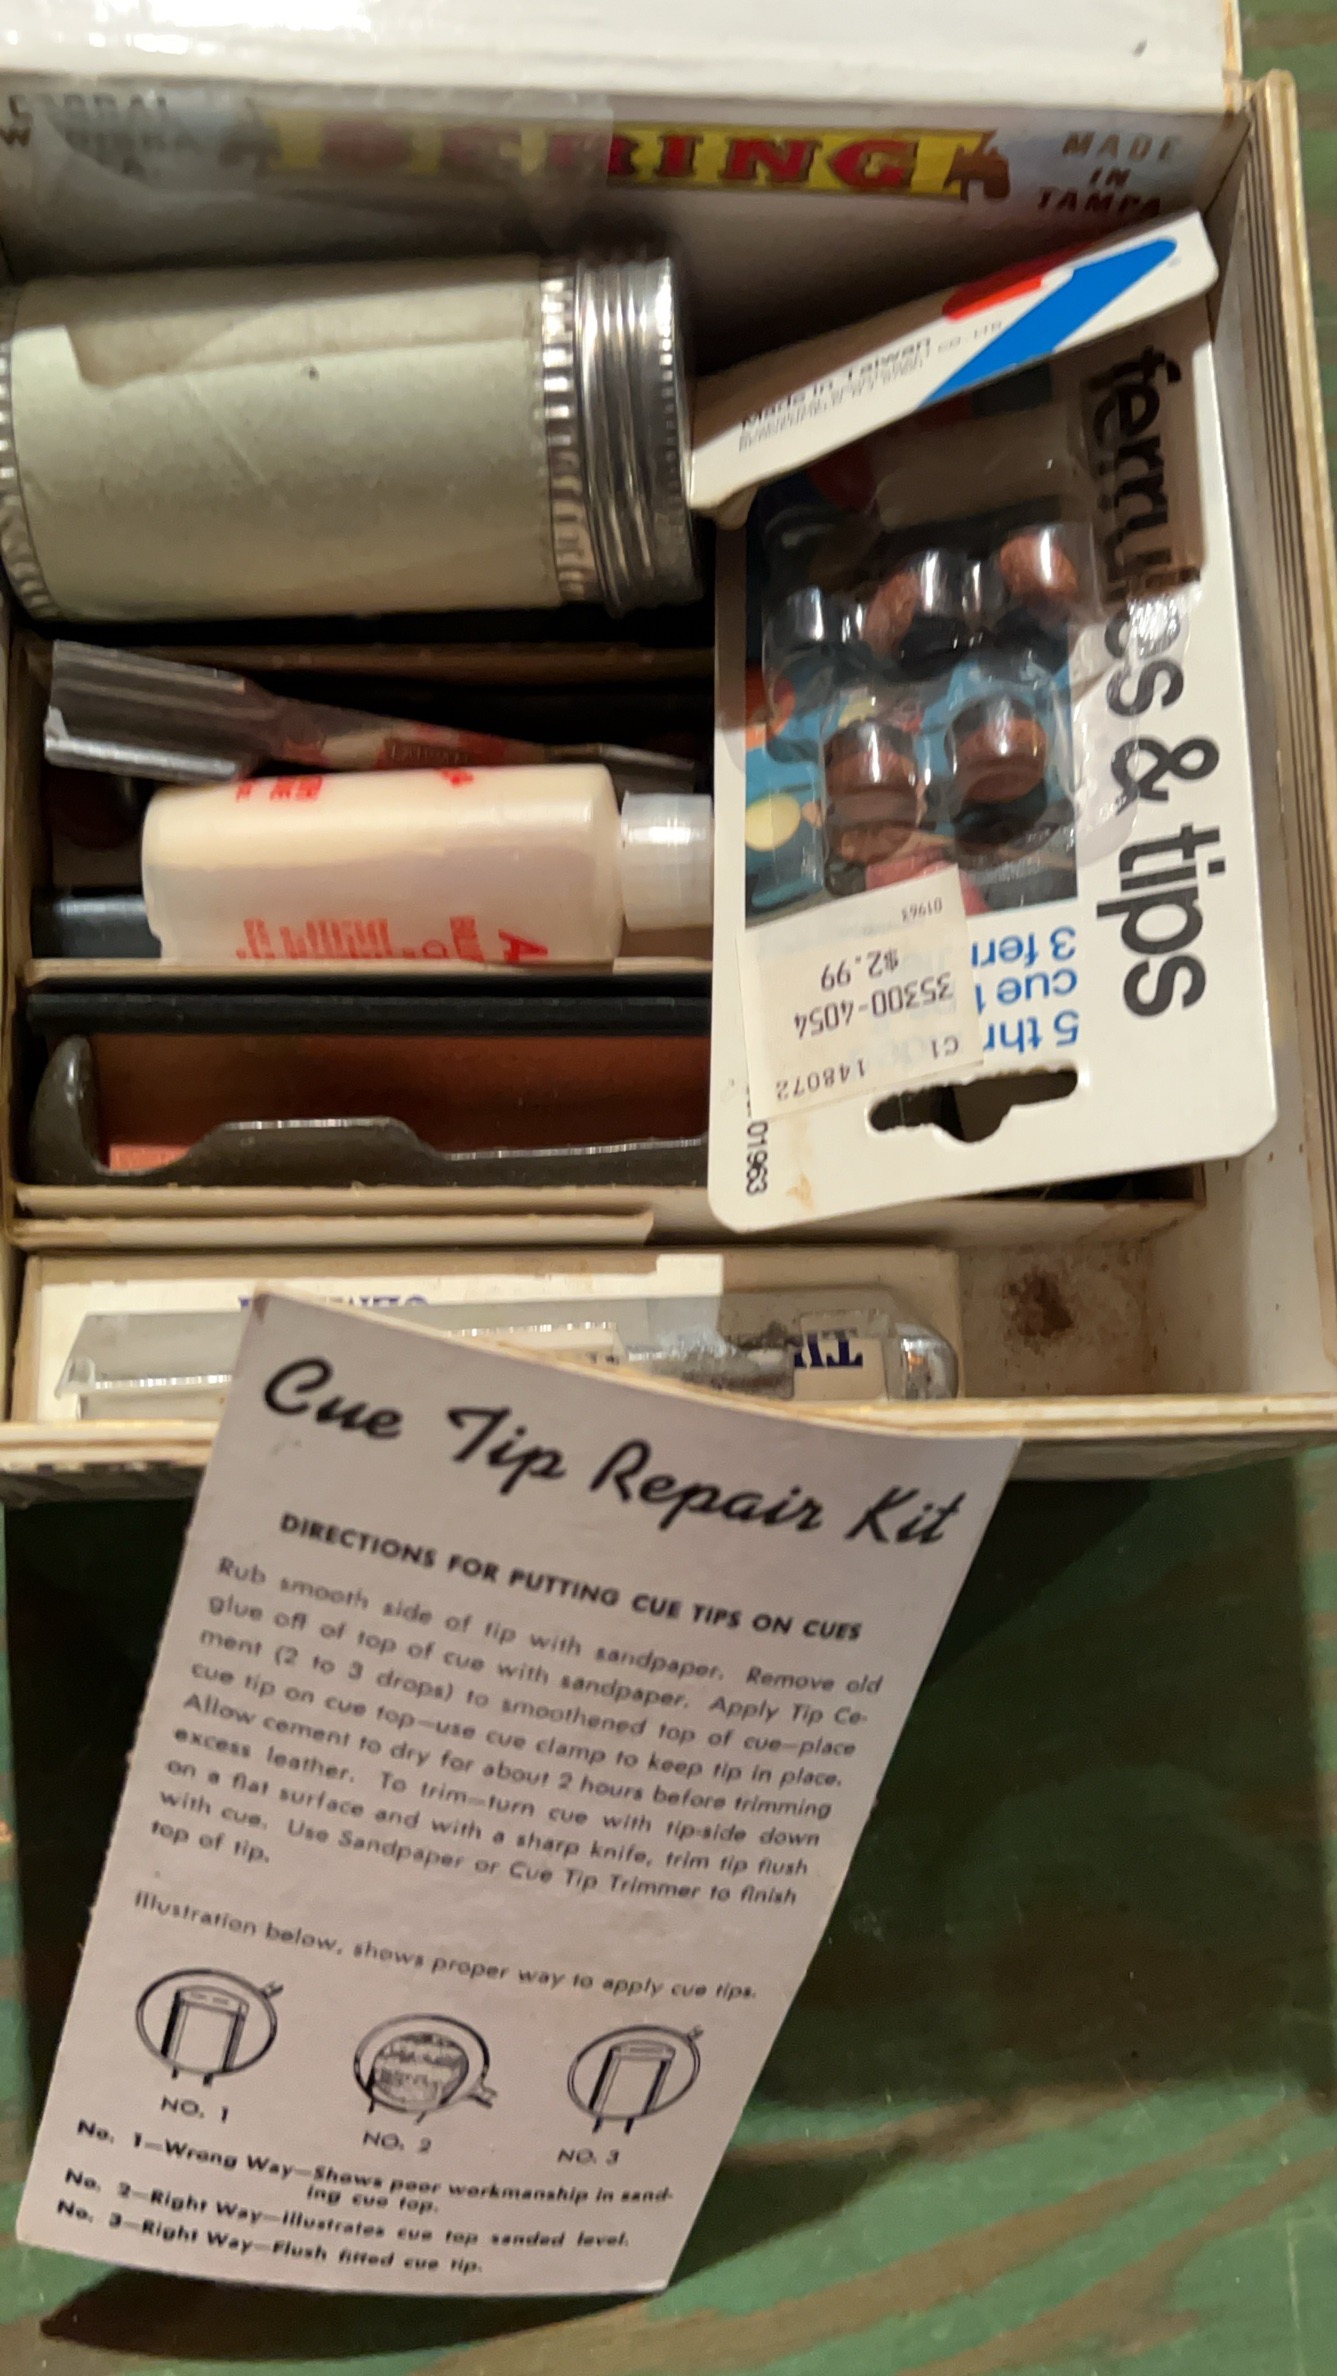 BERING
MADE
IN
TAMPA
Made in Taiwan
ferrules & tips
5 thr
cue t
3 ferr
01963
$2.99
35300-4054
C1 148072
01963
Cue Tip Repair Kit
DIRECTIONS FOR PUTTING CUE TIPS ON CUES
Rub smooth side of tip with sandpaper. Remove old
glue off of top of cue with sandpaper. Apply Tip Ce-
ment (2 to 3 drops) to smoothened top of cue—place
cue tip on cue top—use cue clamp to keep tip in place.
Allow cement to dry for about 2 hours before trimming
excess leather. To trim—turn cue with tip-side down
on a flat surface and with a sharp knife, trim tip flush
with cue. Use Sandpaper or Cue Tip Trimmer to finish
top of tip.
Illustration below, shows proper way to apply cue tips.
NO. 1
NO. 2
NO. 3
No. 1—Wrong Way—Shows poor workmanship in sand-
ing cue top.
No. 2—Right Way—Illustrates cue top sanded level.
No. 3—Right Way—Flush fitted cue tip.